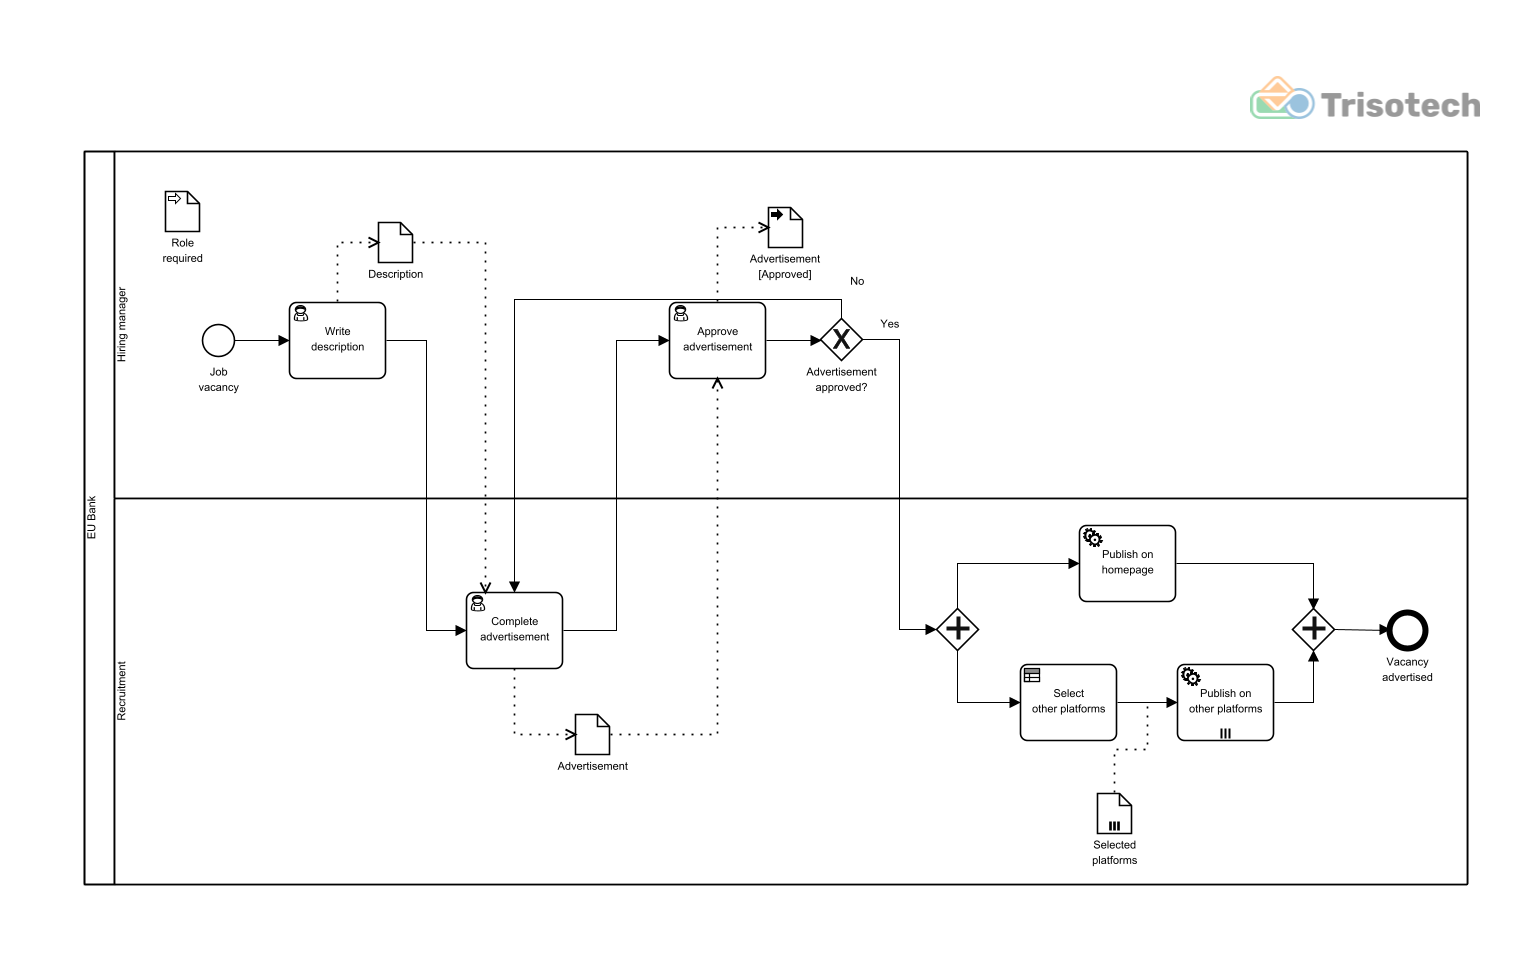 Trisotech
EU Bank
Hiring manager
Role
required
Description
Advertisement
[Approved]
No
Yes
Job
vacancy
Write
description
Approve
advertisement
Advertisement
approved?
Recruitment
Complete
advertisement
Advertisement
Publish on
homepage
Select
other platforms
Publish on
other platforms
Vacancy
advertised
Selected
platforms